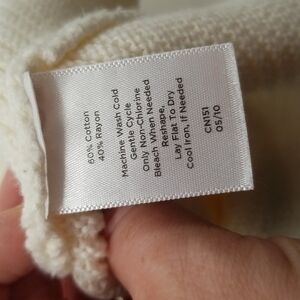 60% Cotton
40% Rayon
Machine Wash Cold
Gentle Cycle
Only Non-Chlorine
Bleach When Needed
Reshape,
Lay Flat To Dry
Cool Iron, If Needed
CN151
05/10